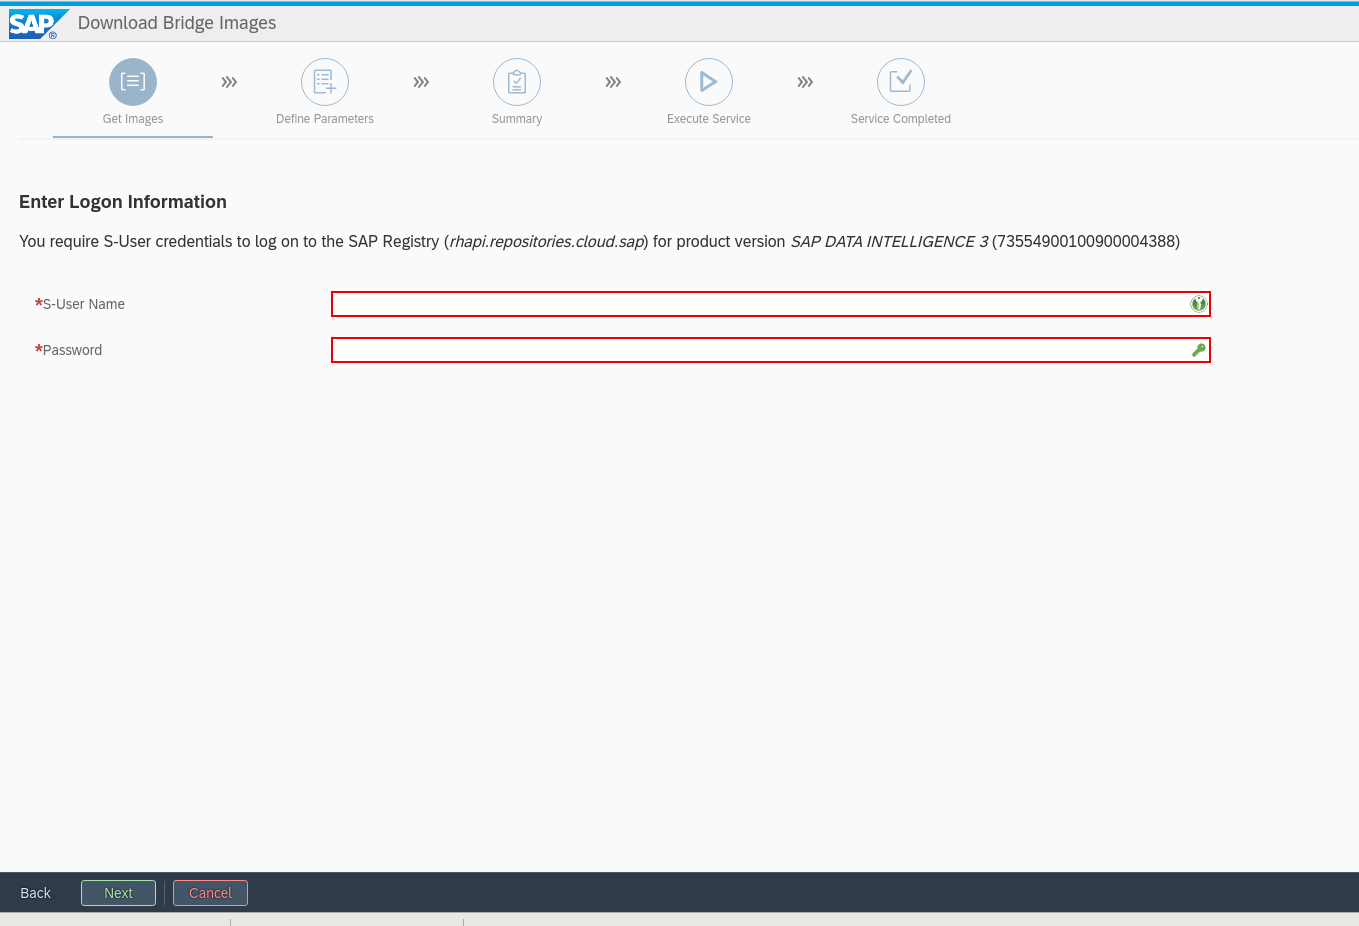 SAP ® Download Bridge Images
Get Images
Define Parameters
Summary
Execute Service
Service Completed
Enter Logon Information
You require S-User credentials to log on to the SAP Registry (rhapi.repositories.cloud.sap) for product version SAP DATA INTELLIGENCE 3 (73554900100900004388)
*S-User Name
*Password
Back Next Cancel